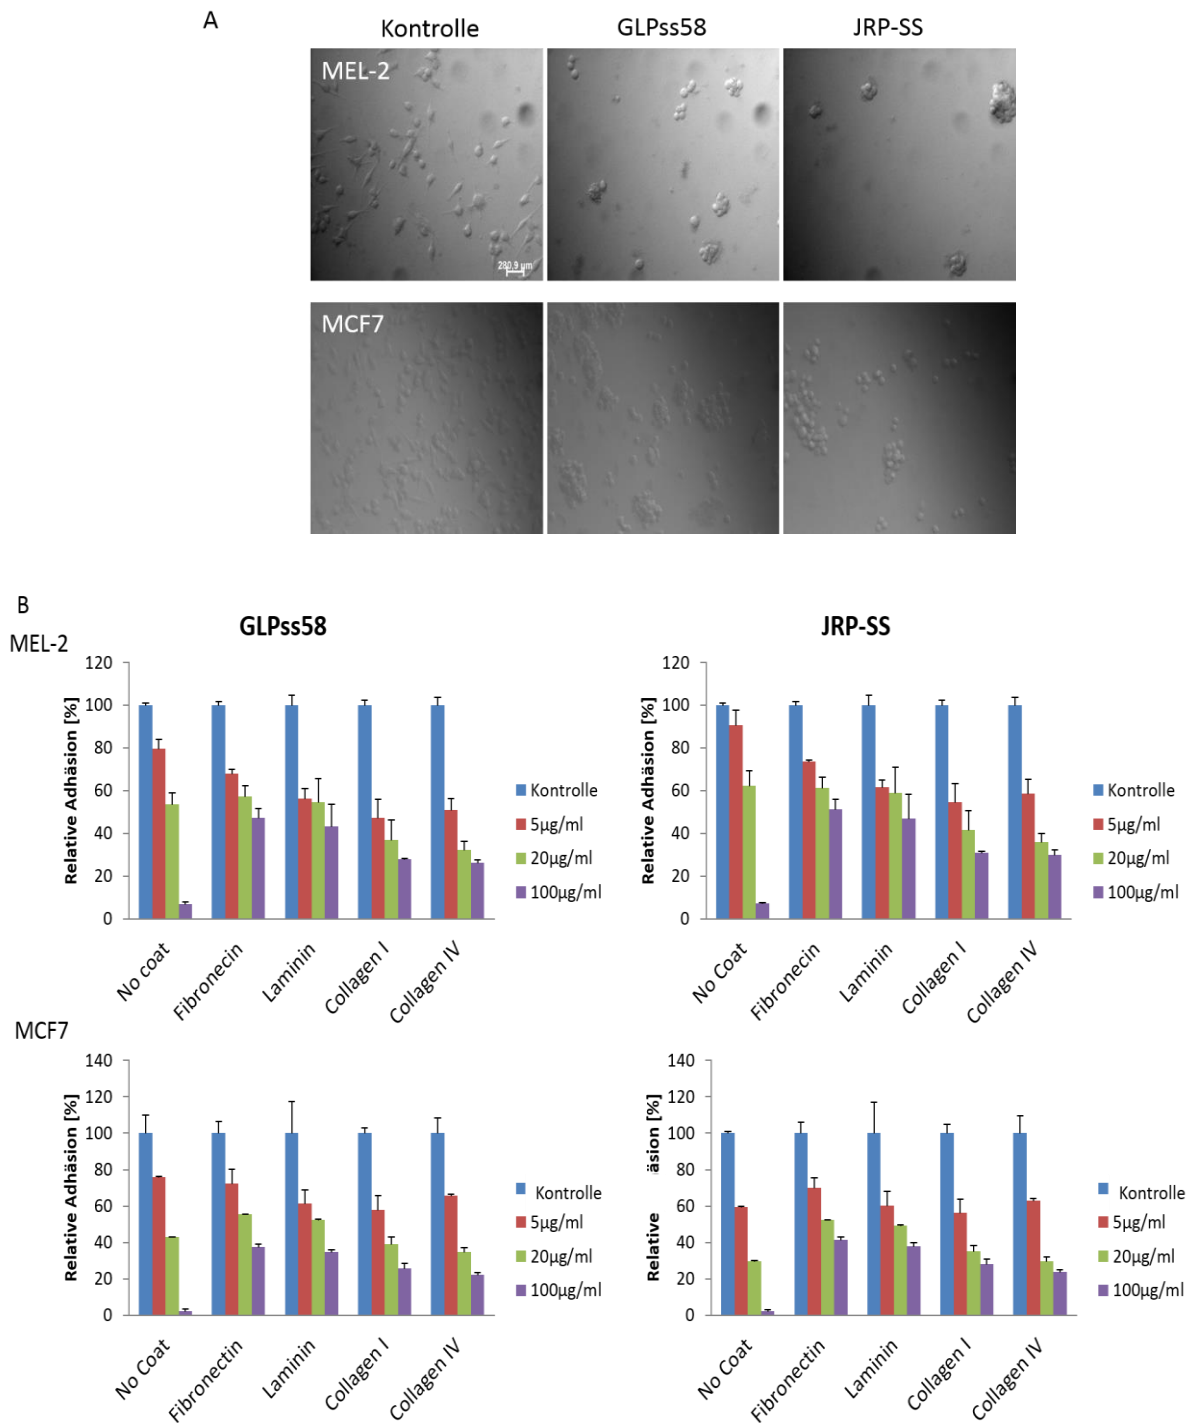 A
Kontrolle GLPss58 JRP-SS
MEL-2
280,9 µm
MCF7
B
MEL-2
GLPss58
Relative Adhäsion [%]
120
100
80
60
40
20
0
No coat Fibronecin Laminin Collagen I Collagen IV
Kontrolle
5µg/ml
20µg/ml
100µg/ml
JRP-SS
Relative Adhäsion [%]
120
100
80
60
40
20
0
No Coat Fibronectin Laminin Collagen I Collagen IV
Kontrolle
5µg/ml
20µg/ml
100µg/ml
MCF7
Relative Adhäsion [%]
140
120
100
80
60
40
20
0
No Coat Fibronectin Laminin Collagen I Collagen IV
Kontrolle
5µg/ml
20µg/ml
100µg/ml
Relative äsion [%]
140
120
100
80
60
40
20
0
No Coat Fibronectin Laminin Collagen I Collagen IV
Kontrolle
5µg/ml
20µg/ml
100µg/ml